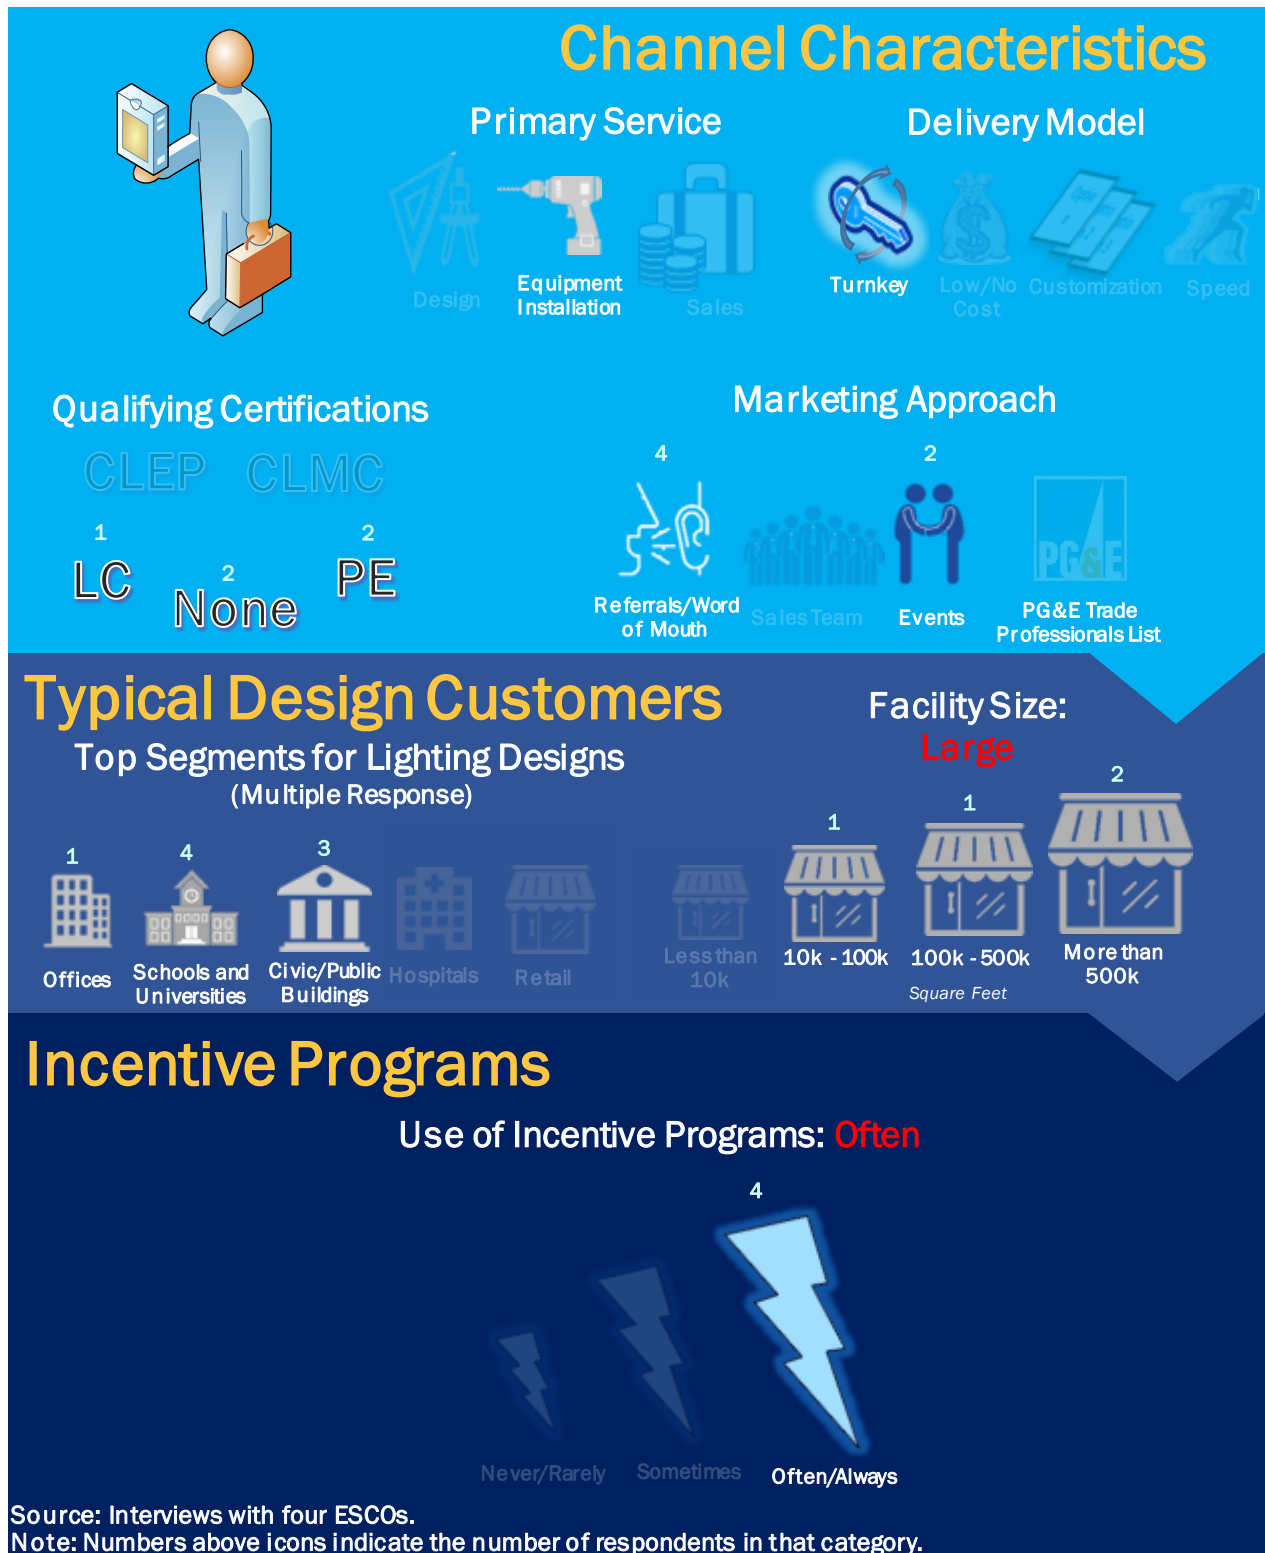 Channel Characteristics
Primary Service
Delivery Model
Design
Equipment
Installation
Sales
Turnkey
Low/No
Cost
Customization
Speed
Qualifying Certifications
CLEP
CLMC
1
LC
2
None
2
PE
Marketing Approach
4
Referrals/Word
of Mouth
Sales Team
2
Events
PG&E
PG&E Trade
Professionals List
Typical Design Customers
Top Segments for Lighting Designs
(Multiple Response)
1
Offices
4
Schools and
Universities
3
Civic/Public
Buildings
Hospitals
Retail
Facility Size:
Large
Less than
10k
1
10k - 100k
1
100k - 500k
2
More than
500k
Square Feet
Incentive Programs
Use of Incentive Programs: Often
4
Never/Rarely
Sometimes
Often/Always
Source: Interviews with four ESCOs.
Note: Numbers above icons indicate the number of respondents in that category.